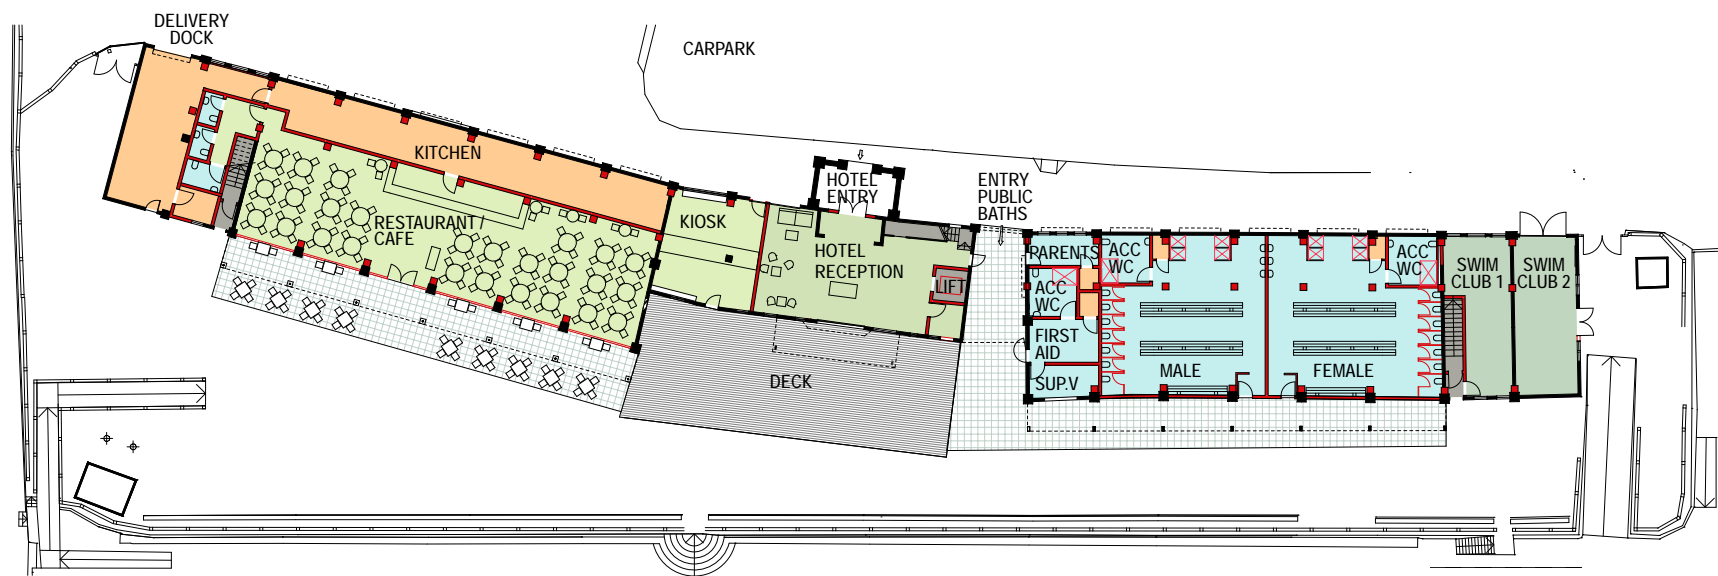 DELIVERY
DOCK
CARPARK
KITCHEN
RESTAURANT/
CAFE
KIOSK
HOTEL
ENTRY
HOTEL
RECEPTION
LIFT
DECK
ENTRY
PUBLIC
BATHS
PARENTS
ACC
WC
ACC
WC
FIRST
AID
SUP.V
MALE
FEMALE
ACC
WC
SWIM
CLUB 1
SWIM
CLUB 2